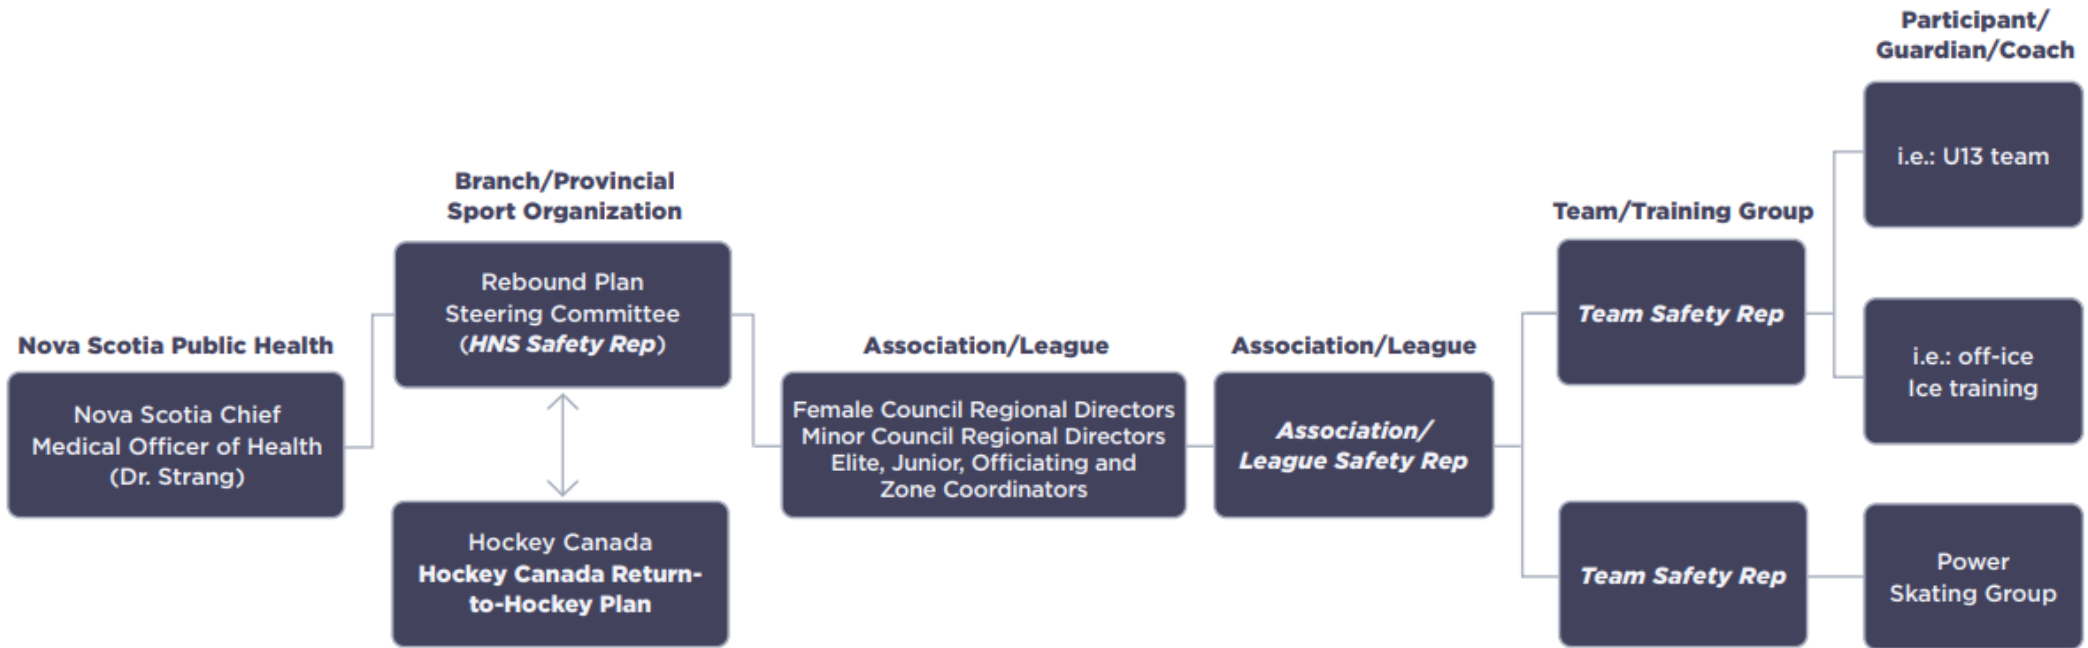 Nova Scotia Public Health
Nova Scotia Chief
Medical Officer of Health
(Dr. Strang)
Branch/Provincial
Sport Organization
Rebound Plan
Steering Committee
(HNS Safety Rep)
Hockey Canada
Hockey Canada Return-
to-Hockey Plan
Association/League
Female Council Regional Directors
Minor Council Regional Directors
Elite, Junior, Officiating and
Zone Coordinators
Association/League
Association/
League Safety Rep
Team/Training Group
Team Safety Rep
Team Safety Rep
Participant/
Guardian/Coach
i.e.: U13 team
i.e.: off-ice
Ice training
Power
Skating Group